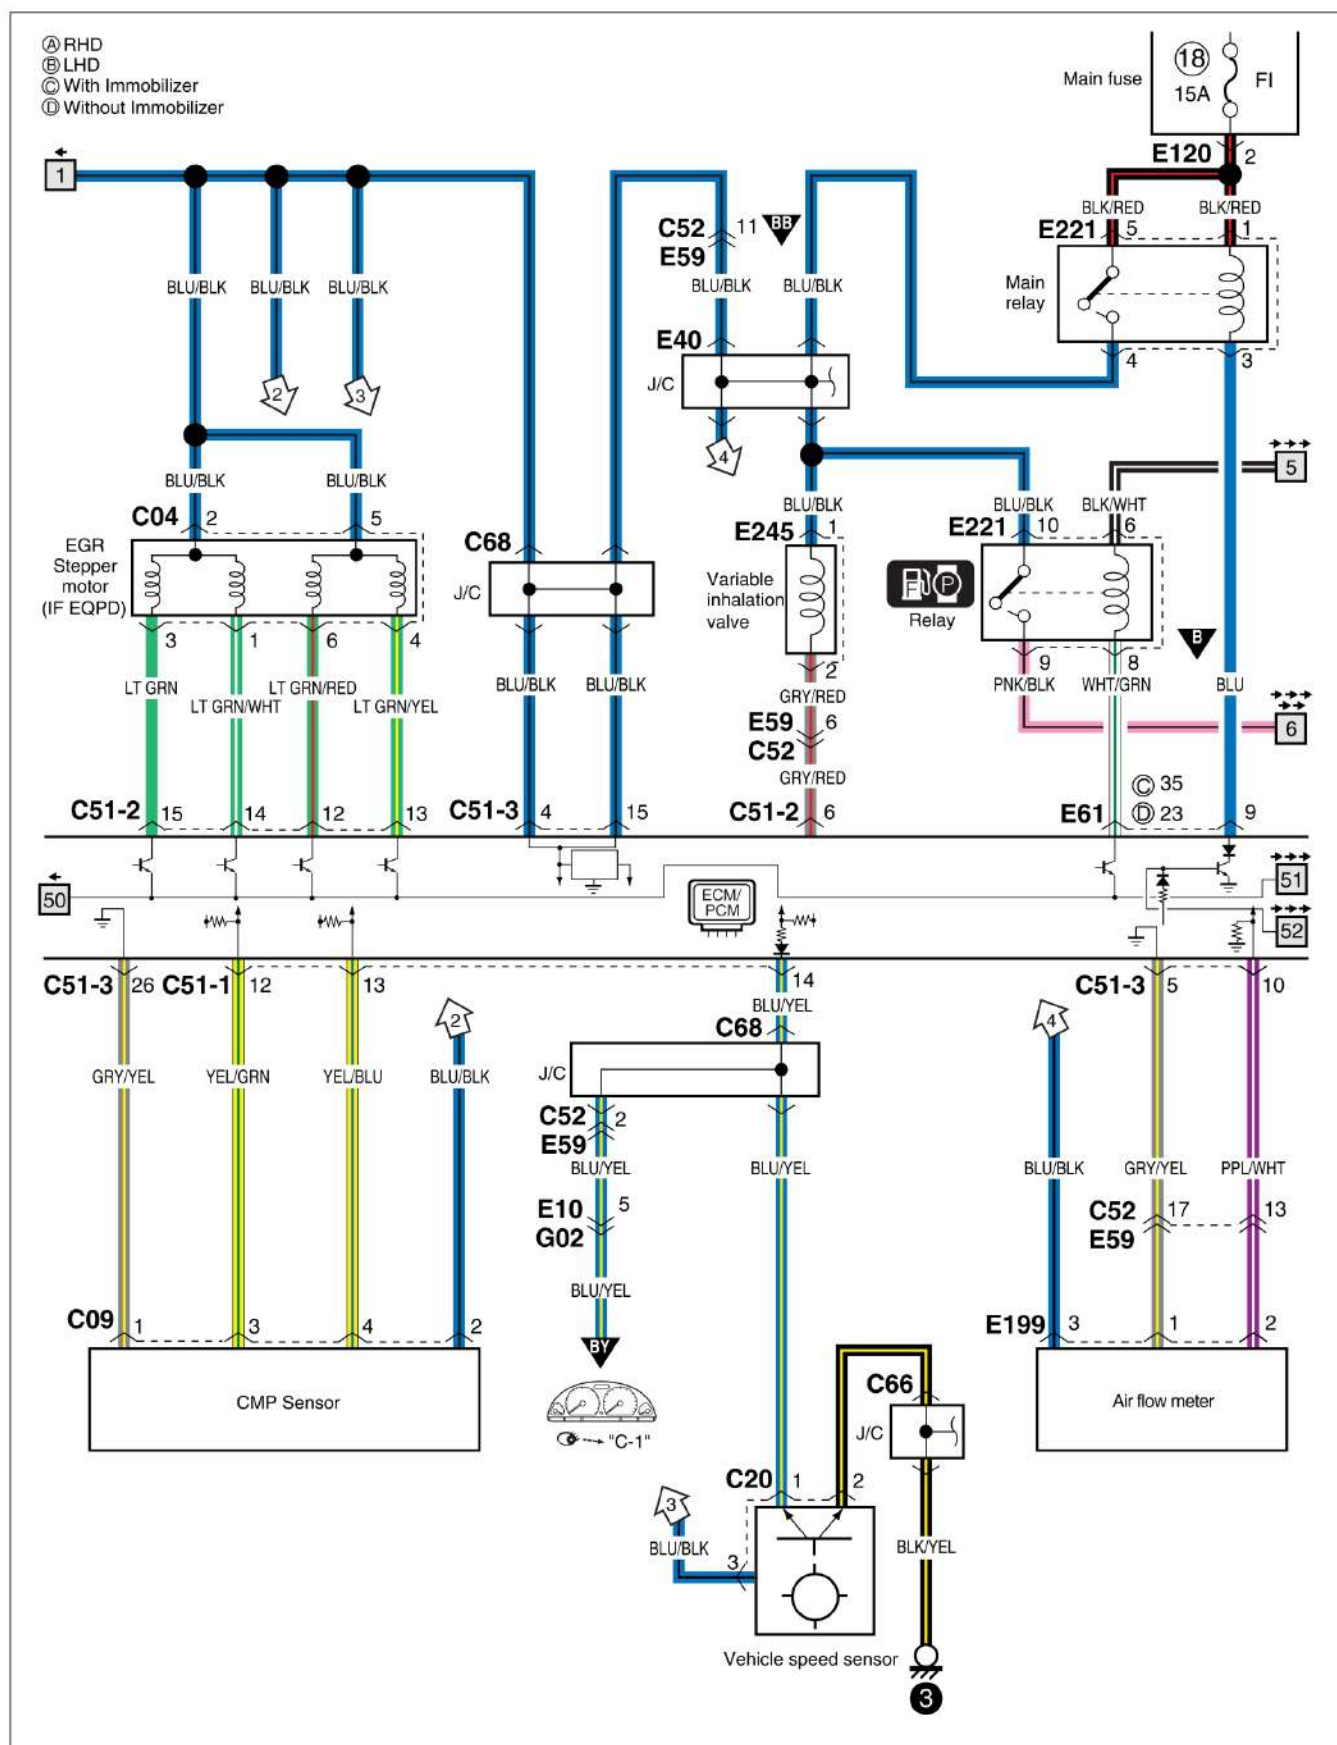 Ⓐ RHD
Ⓑ LHD
Ⓒ With Immobilizer
Ⓓ Without Immobilizer
Main fuse
18
15A
FI
E120 2
1
BLK/RED BLK/RED
E221 5 1
C52 11 BB
E59
Main
relay
BLU/BLK BLU/BLK BLU/BLK BLU/BLK BLU/BLK
E40
4 3
J/C
2 3
4
5
BLU/BLK BLU/BLK
BLU/BLK BLU/BLK BLK/WHT
C04 2 5
E245 1 E221 10 6
C68
EGR
Stepper
motor
(IF EQPD)
J/C
Variable
inhalation
valve
F P
Relay
3 1 6 4
2 9 8 B
LT GRN LT GRN/RED
BLU/BLK BLU/BLK
GRY/RED
PNK/BLK WHT/GRN BLU
LT GRN/WHT LT GRN/YEL
E59 6
C52
6
GRY/RED
Ⓒ 35
Ⓓ 23
C51-2 15 14 12 13
C51-3 4 15
C51-2 6
E61 9
50
ECM/
PCM
51
52
C51-3 26 C51-1 12 13
14
C51-3 5 10
BLU/YEL
C68
2
4
J/C
GRY/YEL YEL/GRN YEL/BLU BLU/BLK
C52 2
E59
BLU/YEL BLU/YEL
BLU/BLK GRY/YEL PPL/WHT
E10 5
G02
C52 17 13
E59
BLU/YEL
C09 1 3 4 2
BY
E199 3 1 2
CMP Sensor
Air flow meter
C66
J/C
"C-1"
C20 1 2
3
BLU/BLK
3
BLK/YEL
Vehicle speed sensor
3